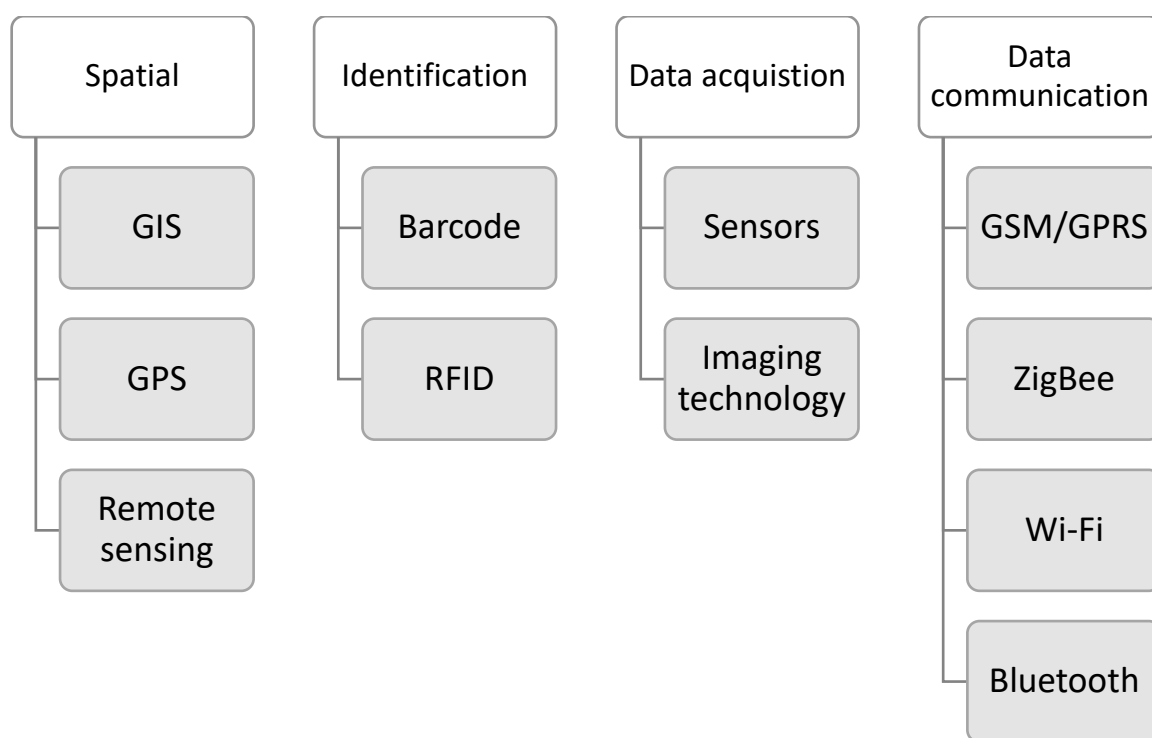 Spatial
GIS
GPS
Remote
sensing
Identification
Barcode
RFID
Data acquistion
Sensors
Imaging
technology
Data
communication
GSM/GPRS
ZigBee
Wi-Fi
Bluetooth